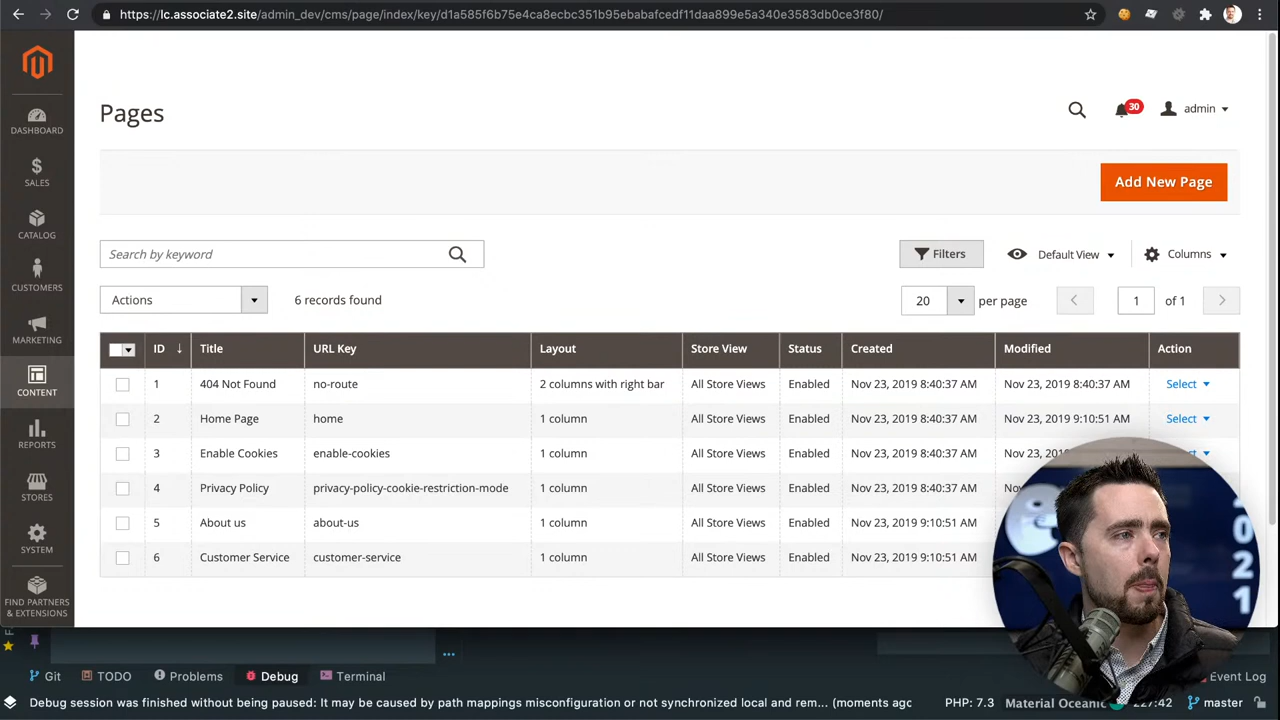 https://lc.associate2.site/admin_dev/cms/page/index/key/d1a585f6e5e4ca8ecbc351b95ebabafcedf11daa899e5a340e3583db0ce3f80/
Pages
30
admin
Add New Page
Search by keyword
Filters
Default View
Columns
Actions
6 records found
20
per page
1
of 1
ID Title URL Key Layout Store View Status Created Modified Action
1 404 Not Found no-route 2 columns with right bar All Store Views Enabled Nov 23, 2019 8:40:37 AM Nov 23, 2019 8:40:37 AM Select
2 Home Page home 1 column All Store Views Enabled Nov 23, 2019 8:40:37 AM Nov 23, 2019 9:10:51 AM Select
3 Enable Cookies enable-cookies 1 column All Store Views Enabled Nov 23, 2019 8:40:37 AM
4 Privacy Policy privacy-policy-cookie-restriction-mode 1 column All Store Views Enabled Nov 23, 2019 8:40:37 AM
5 About us about-us 1 column All Store Views Enabled Nov 23, 2019 9:10:51 AM
6 Customer Service customer-service 1 column All Store Views Enabled Nov 23, 2019 9:10:51 AM
DASHBOARD
SALES
CATALOG
CUSTOMERS
MARKETING
CONTENT
REPORTS
STORES
SYSTEM
FIND PARTNERS
& EXTENSIONS
2
0
2
1
Git
TODO
Problems
Debug
Terminal
Event Log
Debug session was finished without being paused: It may be caused by path mappings misconfiguration or not synchronized local and rem... (moments ago
PHP: 7.3
Material Oceanic
master